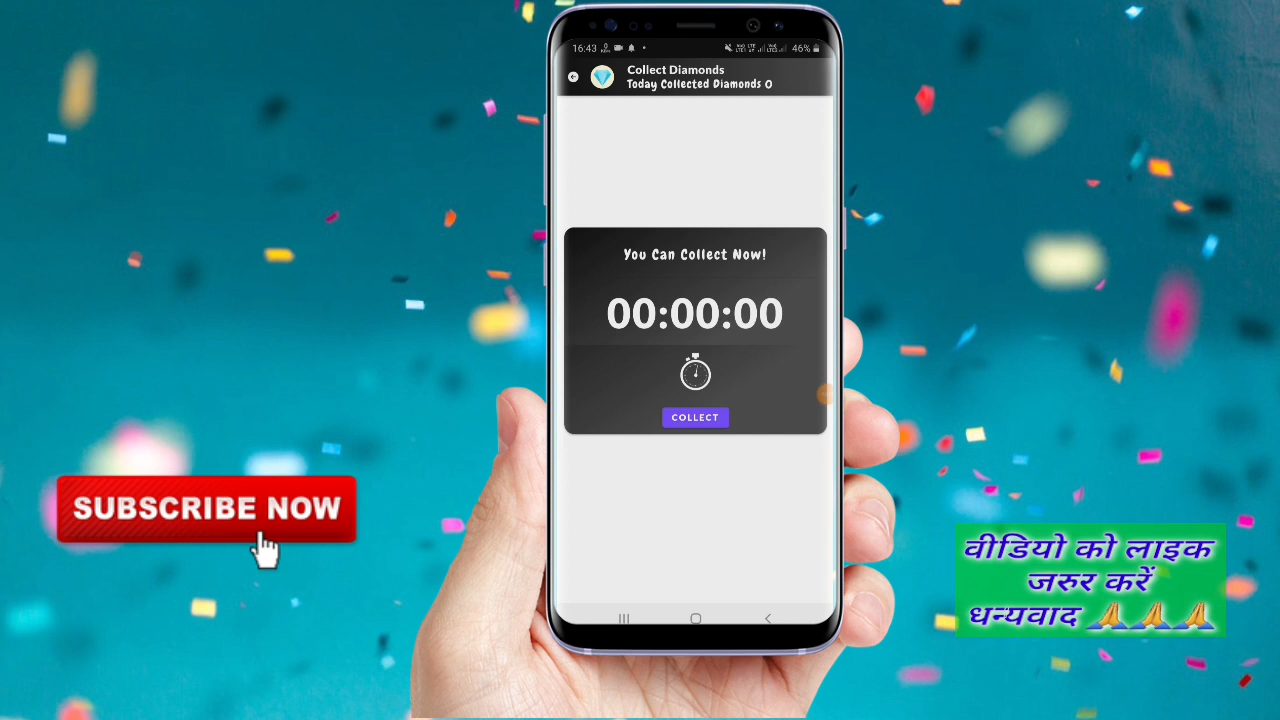 16:43
46%
Collect Diamonds
Today Collected Diamonds 0
You Can Collect Now!
00:00:00
COLLECT
SUBSCRIBE NOW
वीडियो को लाइक
जरुर करें
धन्यवाद 🙏🙏🙏